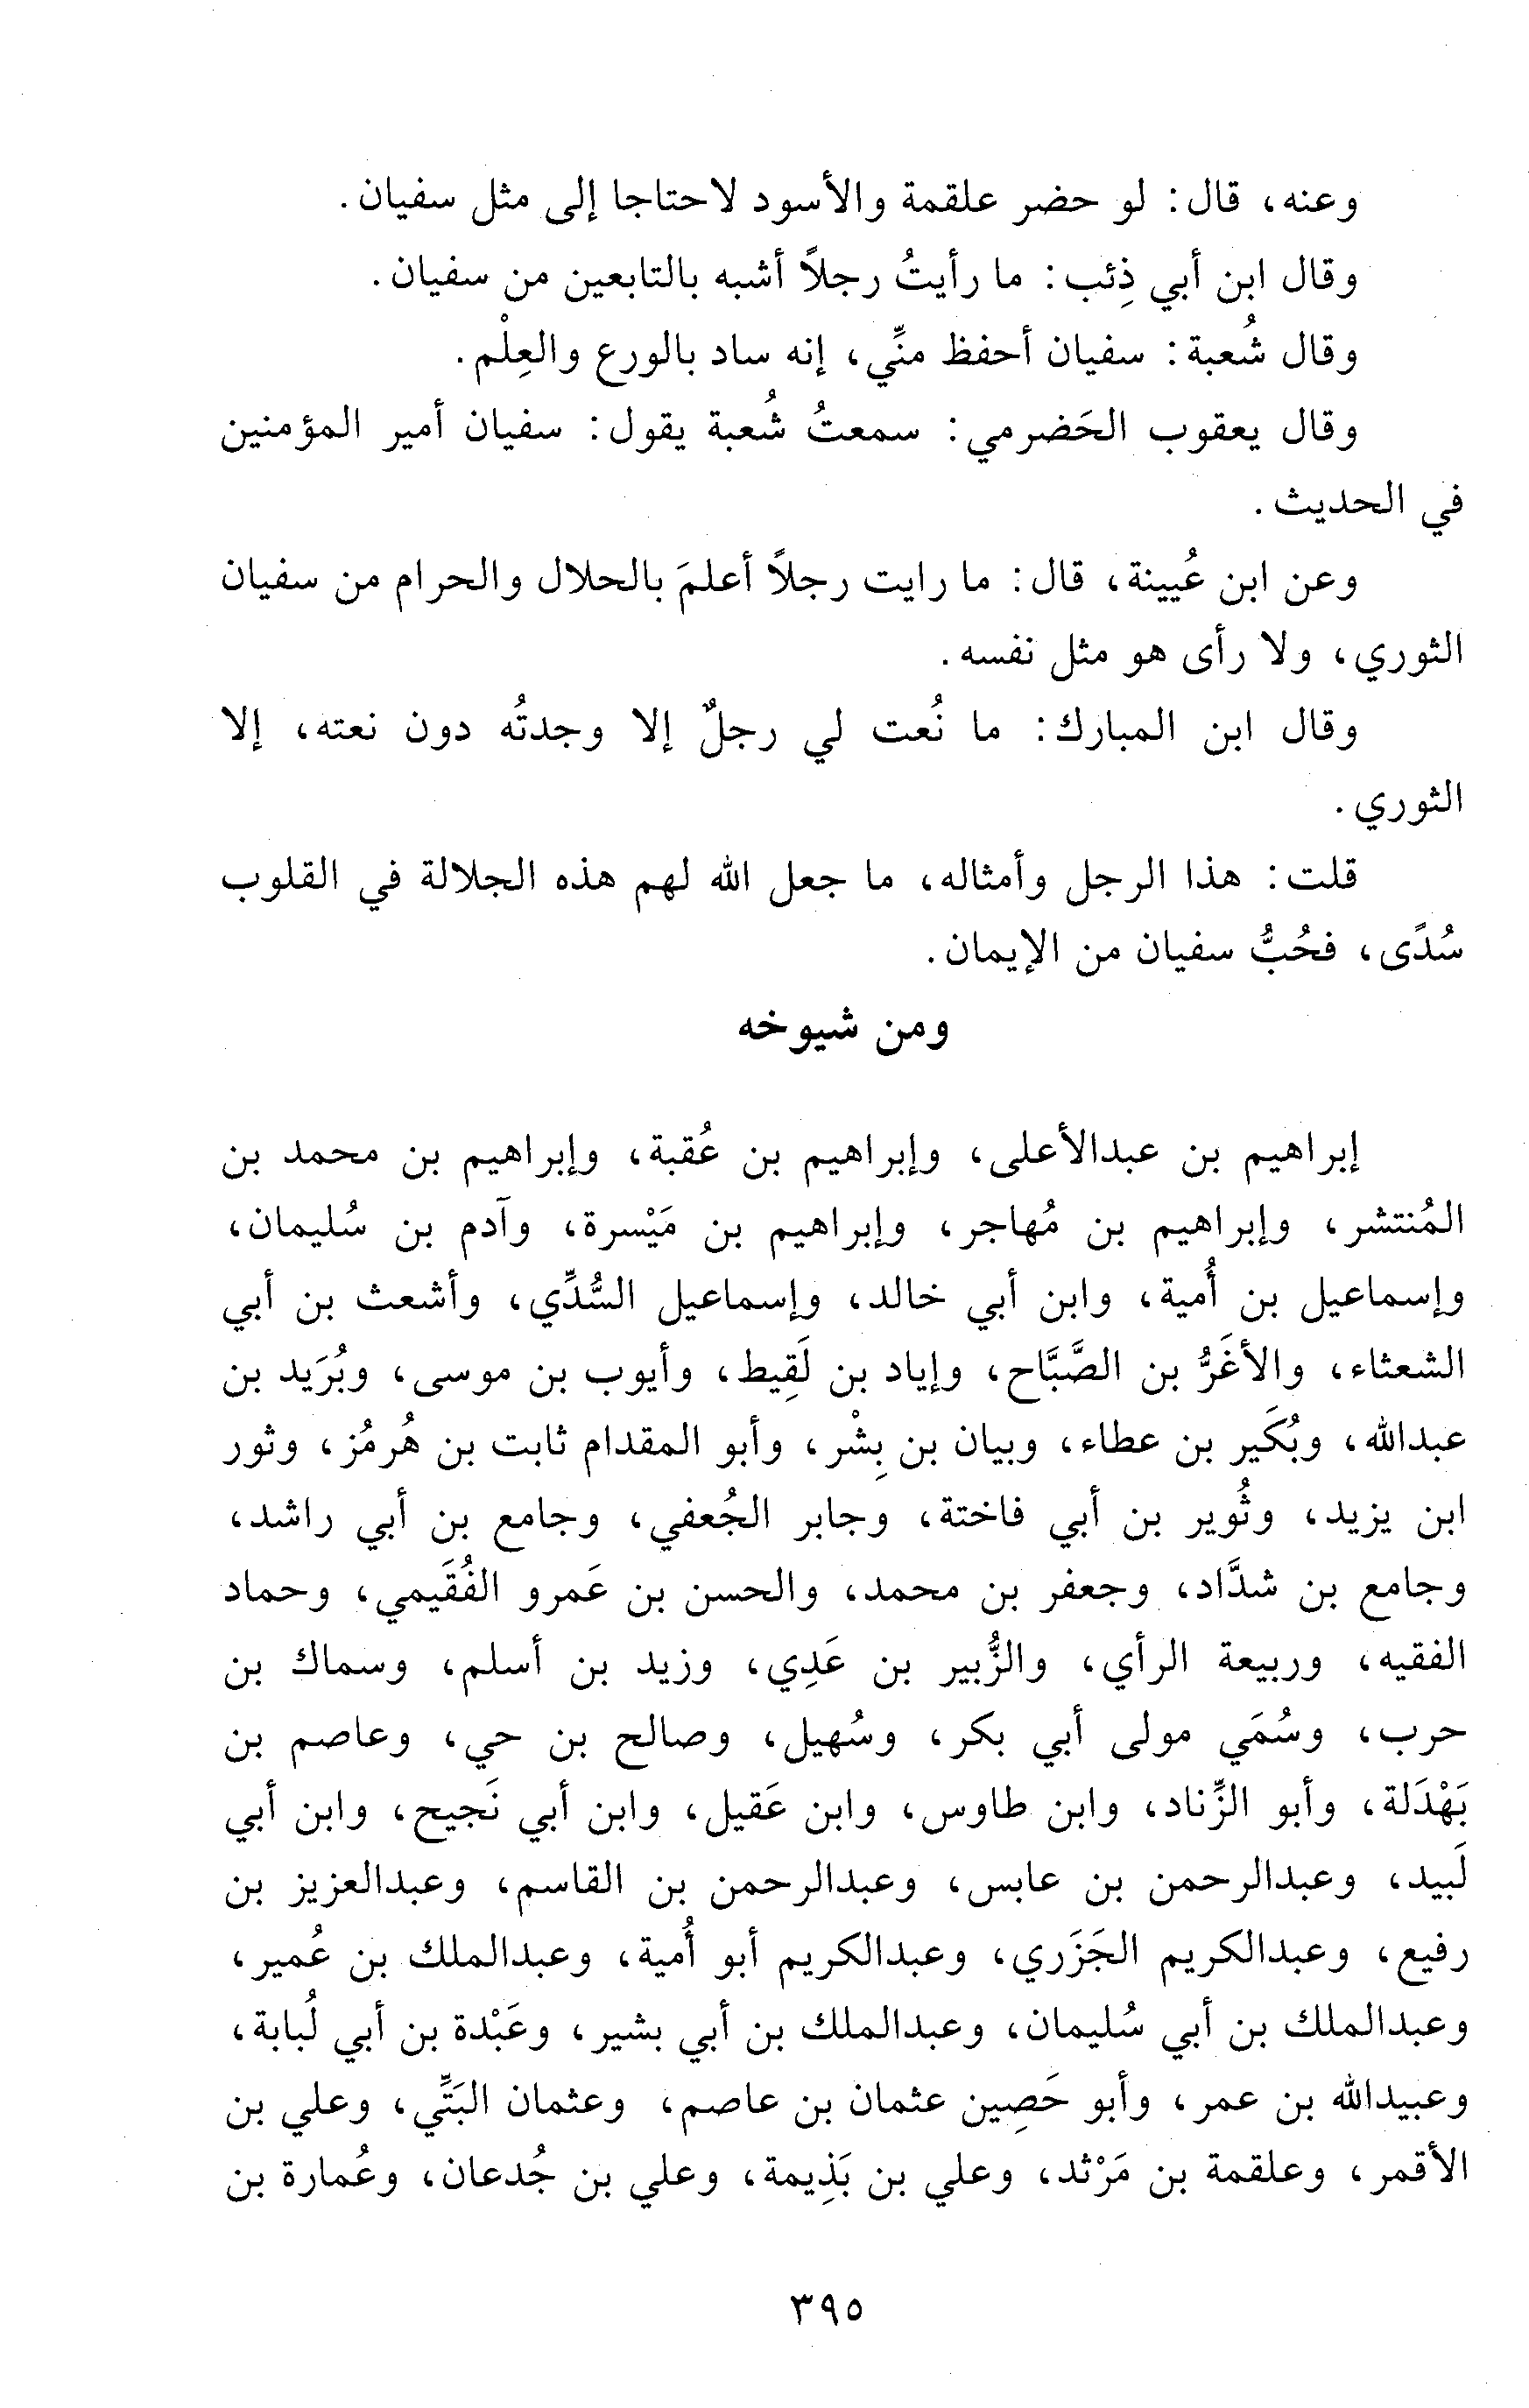 وعنه، قال: لو حضر علقمة والأسود لاحتاجا إلى مثل سفيان.
وقال ابن أبي ذِئب: ما رأيتُ رجلاً أشبه بالتابعين من سفيان.
وقال شُعبة: سفيان أحفظ منِّي، إنه ساد بالورع والعِلْم.
وقال يعقوب الحَضرمي: سمعتُ شُعبة يقول: سفيان أمير المؤمنين
في الحديث.
وعن ابن عُيينة، قال: ما رايت رجلاً أعلمَ بالحلال والحرام من سفيان
الثوري، ولا رأى هو مثل نفسه.
وقال ابن المبارك: ما نُعت لي رجلٌ إلا وجدتُه دون نعته، إلا
الثوري.
قلت: هذا الرجل وأمثاله، ما جعل الله لهم هذه الجلالة في القلوب
سُدًى، فحُبُّ سفيان من الإيمان.
ومن شيوخه
إبراهيم بن عبدالأعلى، وإبراهيم بن عُقبة، وإبراهيم بن محمد بن
المُنتشر، وإبراهيم بن مُهاجر، وإبراهيم بن مَيْسرة، وآدم بن سُليمان،
وإسماعيل بن أُمية، وابن أبي خالد، وإسماعيل السُّدِّي، وأشعث بن أبي
الشعثاء، والأغَرُّ بن الصَّبَّاح، وإياد بن لَقِيط، وأيوب بن موسى، وبُرَيد بن
عبدالله، وبُكَير بن عطاء، وبيان بن بِشْر، وأبو المقدام ثابت بن هُرمُز، وثور
ابن يزيد، وثُوير بن أبي فاختة، وجابر الجُعفي، وجامع بن أبي راشد،
وجامع بن شدَّاد، وجعفر بن محمد، والحسن بن عَمرو الفُقَيمي، وحماد
الفقيه، وربيعة الرأي، والزُّبير بن عَدِي، وزيد بن أسلم، وسماك بن
حرب، وسُمَي مولى أبي بكر، وسُهيل، وصالح بن حي، وعاصم بن
بَهْدَلة، وأبو الزِّناد، وابن طاوس، وابن عَقيل، وابن أبي نَجيح، وابن أبي
لَبيد، وعبدالرحمن بن عابس، وعبدالرحمن بن القاسم، وعبدالعزيز بن
رفيع، وعبدالكريم الجَزَري، وعبدالكريم أبو أُمية، وعبدالملك بن عُمير،
وعبدالملك بن أبي سُليمان، وعبدالملك بن أبي بشير، وعَبْدة بن أبي لُبابة،
وعبيدالله بن عمر، وأبو حَصِين عثمان بن عاصم، وعثمان البَتِّي، وعلي بن
الأقمر، وعلقمة بن مَرْثد، وعلي بن بَذِيمة، وعلي بن جُدعان، وعُمارة بن
٣٩٥